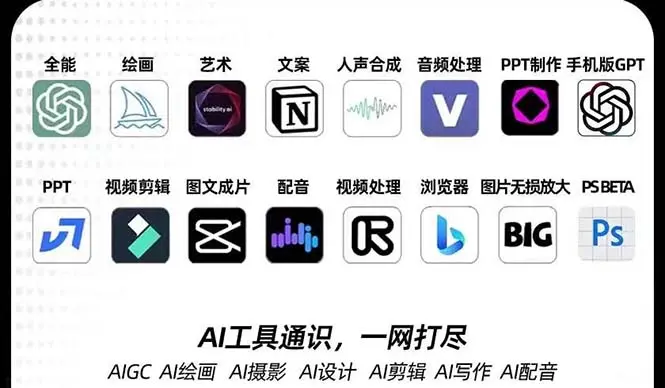 全能 绘画 艺术 文案 人声合成 音频处理 PPT制作 手机版GPT
stability.ai N V
PPT 视频剪辑 图文成片 配音 视频处理 浏览器 图片无损放大 PS BETA
R b BIG Ps
AI工具通识，一网打尽
AIGC AI绘画 AI摄影 AI设计 AI剪辑 AI写作 AI配音